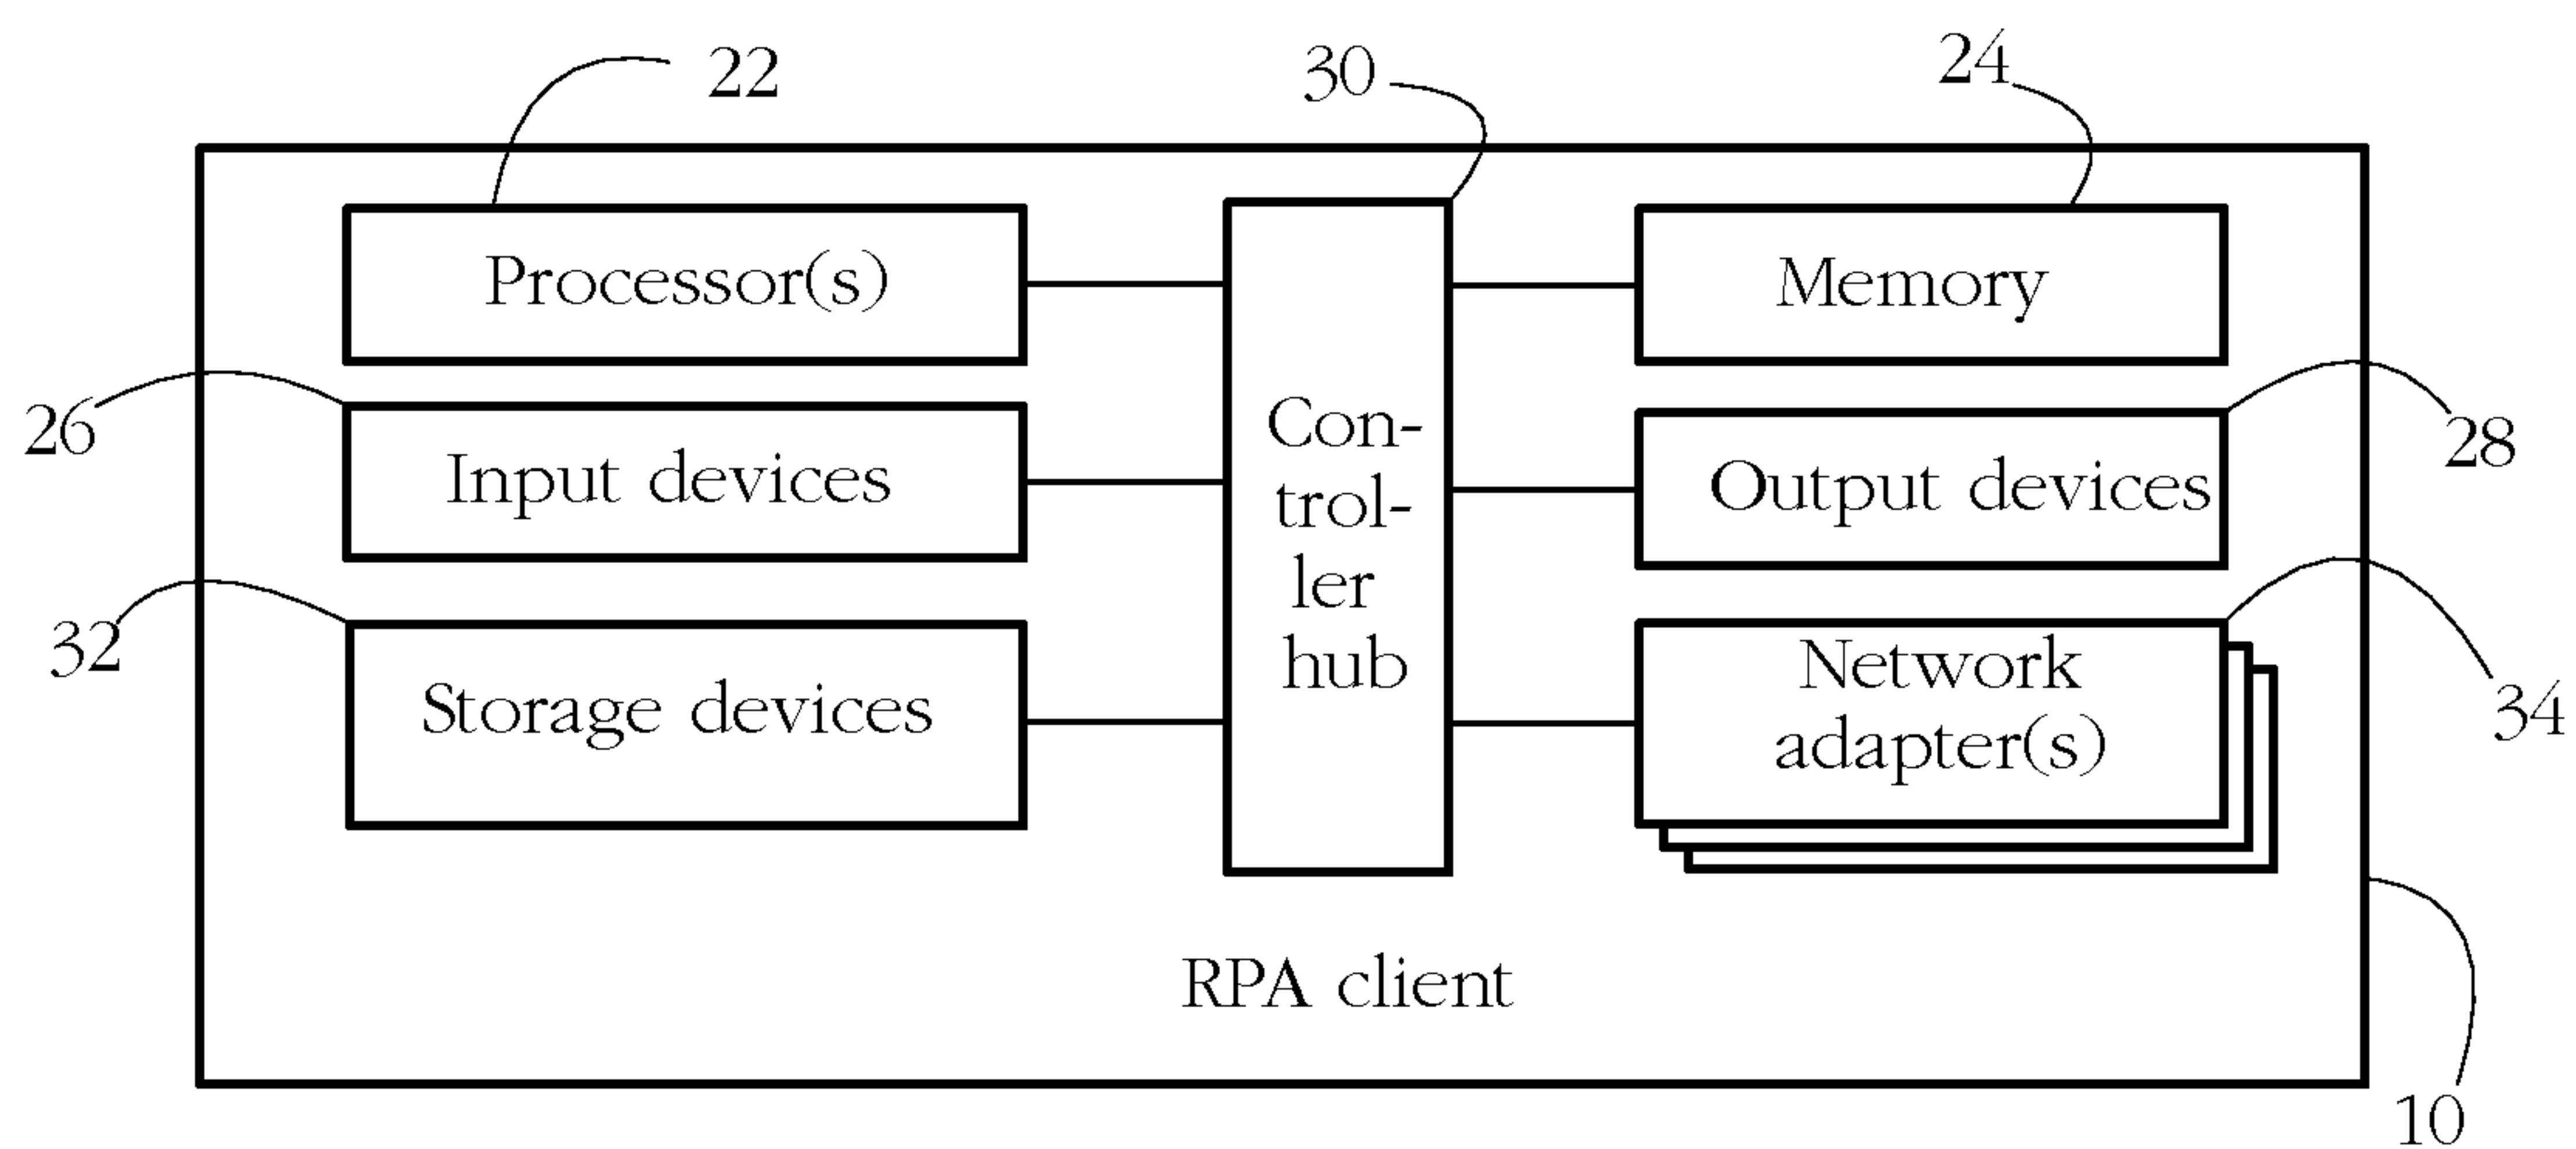 22
30
24
Processor(s)
Memory
26
Input devices
Con-
trol-
ler
hub
Output devices
28
32
Storage devices
Network
adapter(s)
34
RPA client
10